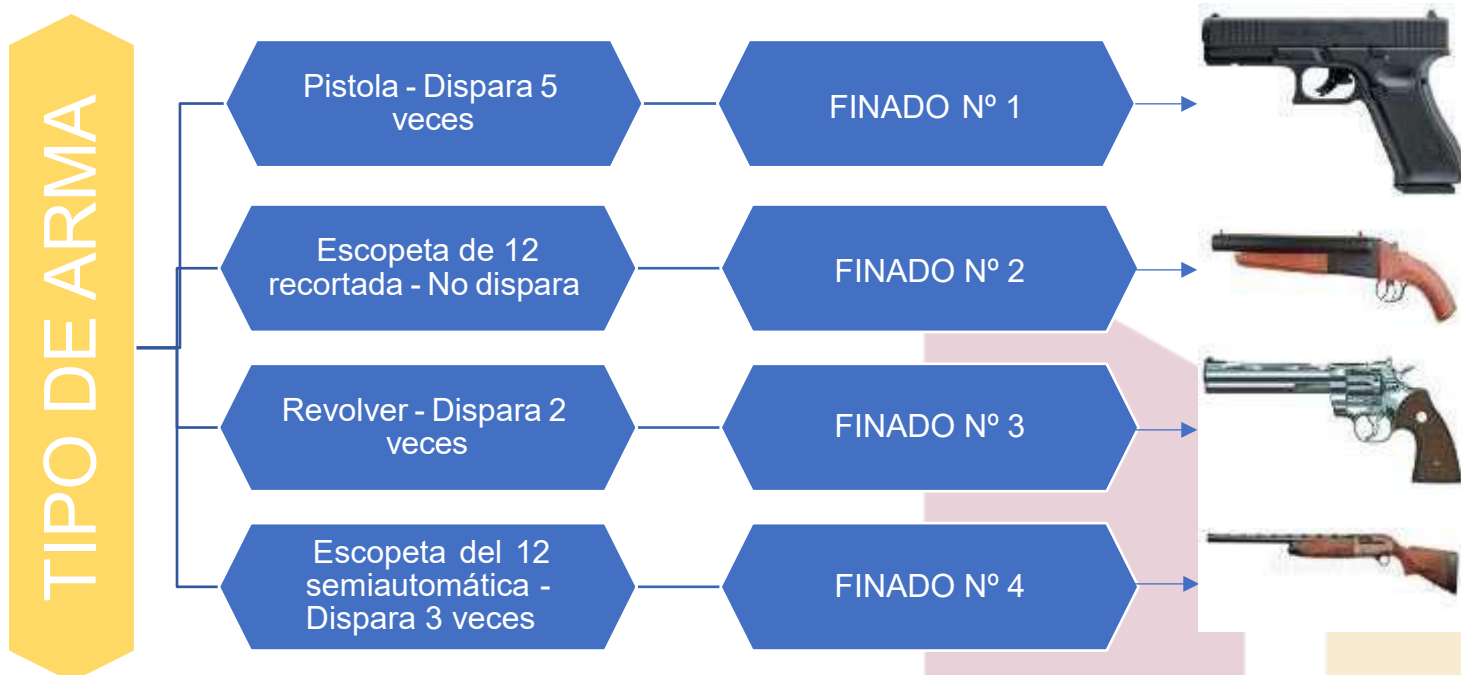 TIPO DE ARMA
Pistola - Dispara 5
veces
FINADO Nº 1
Escopeta de 12
recortada - No dispara
FINADO Nº 2
Revolver - Dispara 2
veces
FINADO Nº 3
Escopeta del 12
semiautomática -
Dispara 3 veces
FINADO Nº 4